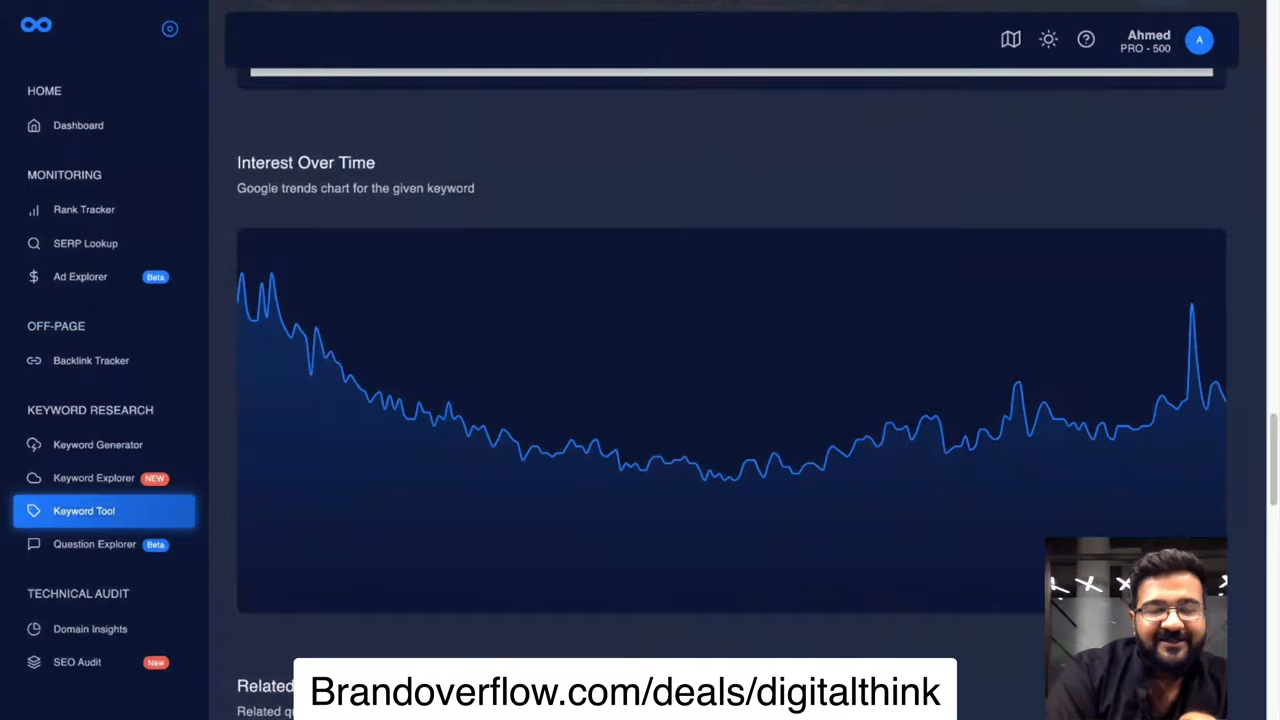 Ahmed
PRO - 500
A
HOME
Dashboard
MONITORING
Rank Tracker
SERP Lookup
Ad Explorer Beta
OFF-PAGE
Backlink Tracker
KEYWORD RESEARCH
Keyword Generator
Keyword Explorer NEW
Keyword Tool
Question Explorer Beta
TECHNICAL AUDIT
Domain Insights
SEO Audit New
Interest Over Time
Google trends chart for the given keyword
Related
Related
Brandoverflow.com/deals/digitalthink